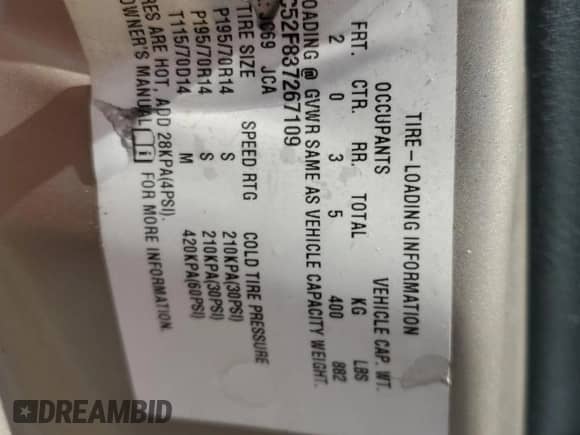 TIRE-LOADING INFORMATION
OCCUPANTS VEHICLE CAP. WT.
FRT. CTR. RR. TOTAL KG LBS
2 0 3 5 400 882
LOADING @ GVWR SAME AS VEHICLE CAPACITY WEIGHT.
C52F837267109
TIRE SIZE SPEED RTG COLD TIRE PRESSURE
JCA
P195/70R14 S 210KPA(30PSI)
P195/70R14 S 210KPA(30PSI)
T115/70D14 M 420KPA(60PSI)
RES ARE HOT, ADD 28KPA(4PSI).
OWNER'S MANUAL i FOR MORE INFORMATION.
DREAMBID